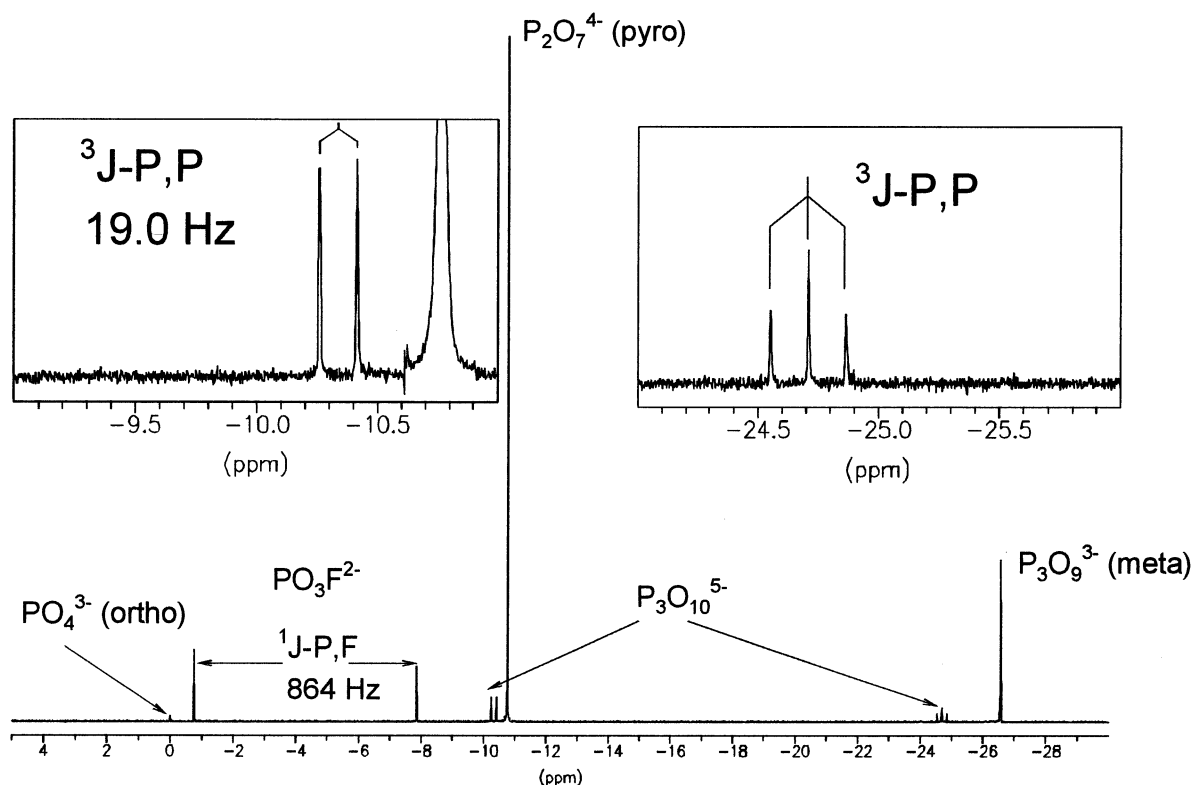 P₂O₇⁴⁻ (pyro)
³J-P,P
19.0 Hz
-9.5 -10.0 -10.5
(ppm)
³J-P,P
-24.5 -25.0 -25.5
(ppm)
PO₃F²⁻
PO₄³⁻ (ortho)
¹J-P,F
864 Hz
P₃O₁₀⁵⁻
P₃O₉³⁻ (meta)
4 2 0 -2 -4 -6 -8 -10 -12 -14 -16 -18 -20 -22 -24 -26 -28
(ppm)